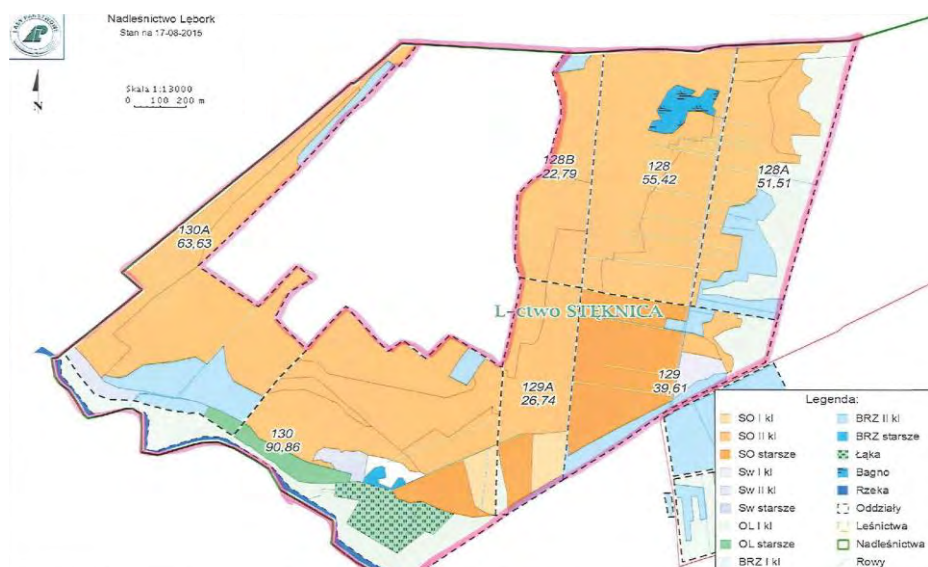 Nadleśnictwo Lębork
Stan na 17-08-2015
N
Skala 1:13000
0 100 200 m
128B
22,79
128
55,42
128A
51,51
130A
63,63
L-ctwo STĘKNICA
129A
26,74
129
39,61
130
90,86
Legenda:
SO I kl
SO II kl
SO starsze
Sw I kl
Sw II kl
Sw starsze
OL I kl
OL starsze
BRZ I kl
BRZ II kl
BRZ starsze
Łąka
Bagno
Rzeka
Oddziały
Leśnictwa
Nadleśnictwa
Rowy